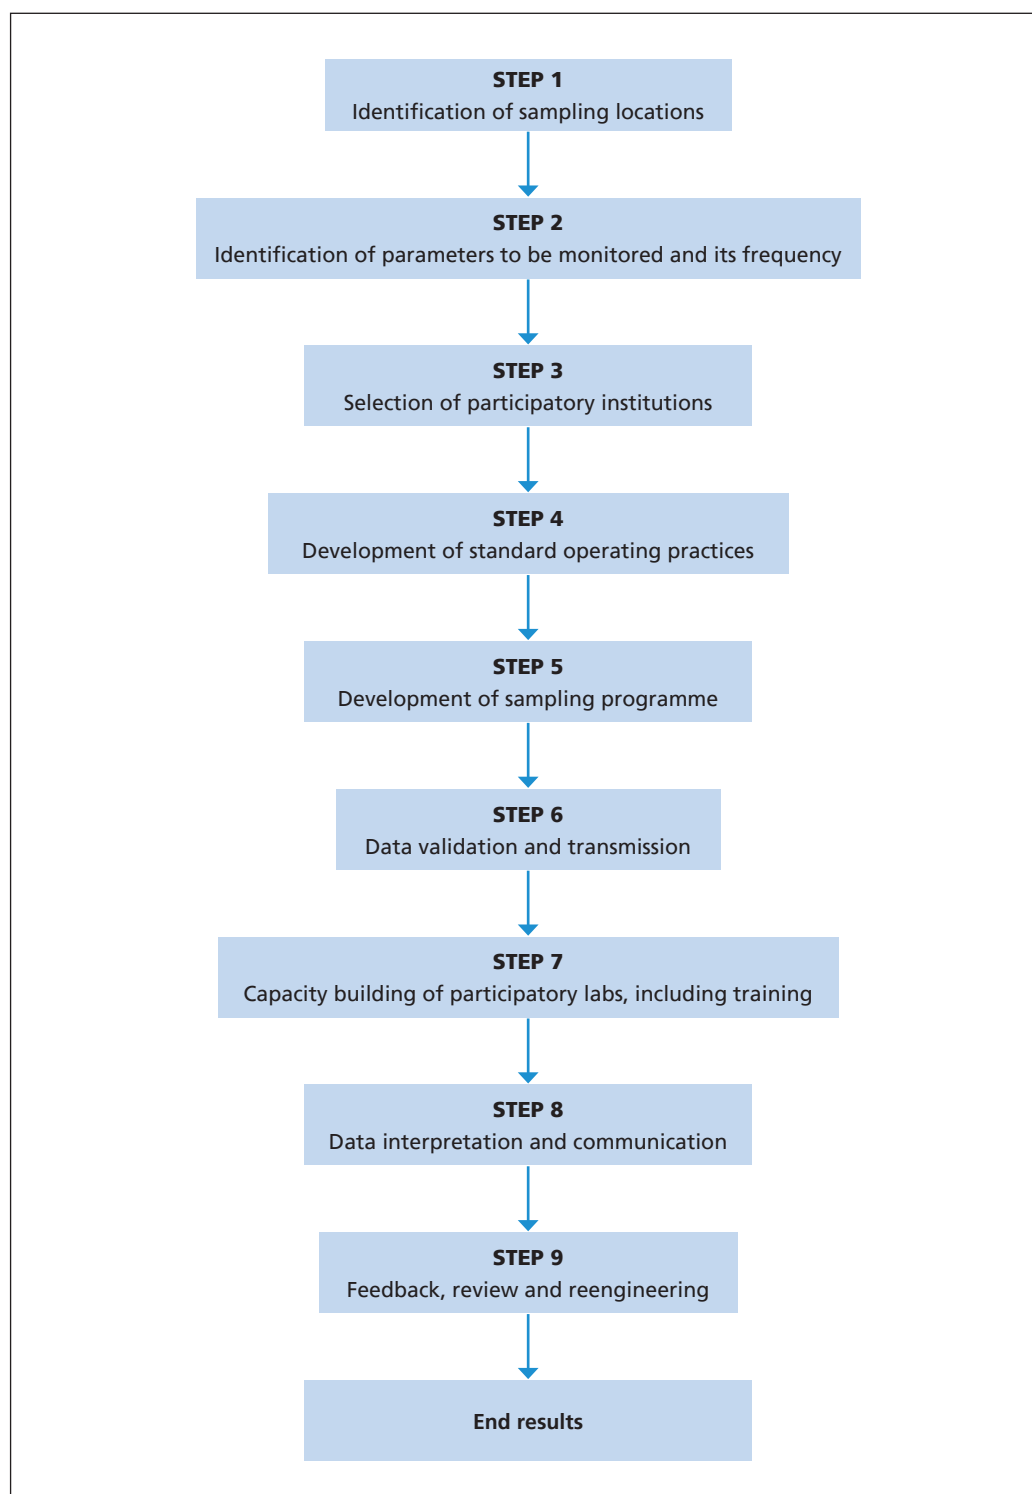 STEP 1
Identification of sampling locations
STEP 2
Identification of parameters to be monitored and its frequency
STEP 3
Selection of participatory institutions
STEP 4
Development of standard operating practices
STEP 5
Development of sampling programme
STEP 6
Data validation and transmission
STEP 7
Capacity building of participatory labs, including training
STEP 8
Data interpretation and communication
STEP 9
Feedback, review and reengineering
End results